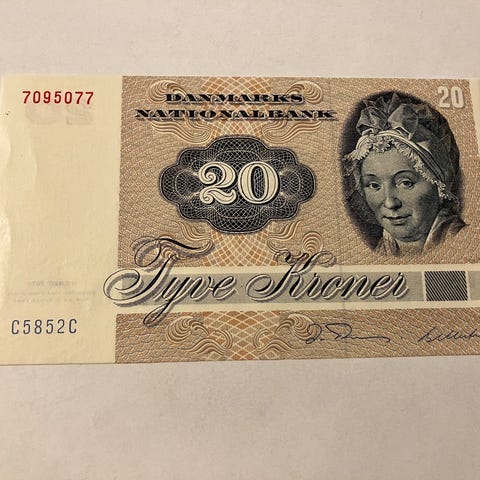 7095077
DANMARKS
NATIONALBANK
20
20
Tyve Kroner
C5852C